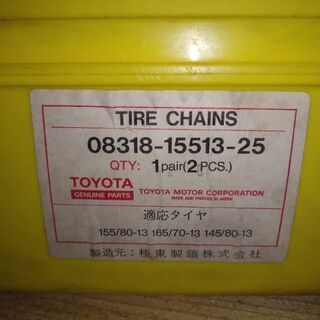 TIRE CHAINS
08318-15513-25
QTY: 1pair(2PCS.)
TOYOTA
GENUINE PARTS
TOYOTA MOTOR CORPORATION
MADE AND PRINTED IN JAPAN
適応タイヤ
155/80-13 165/70-13 145/80-13
製造元:極東製鎖株式会社